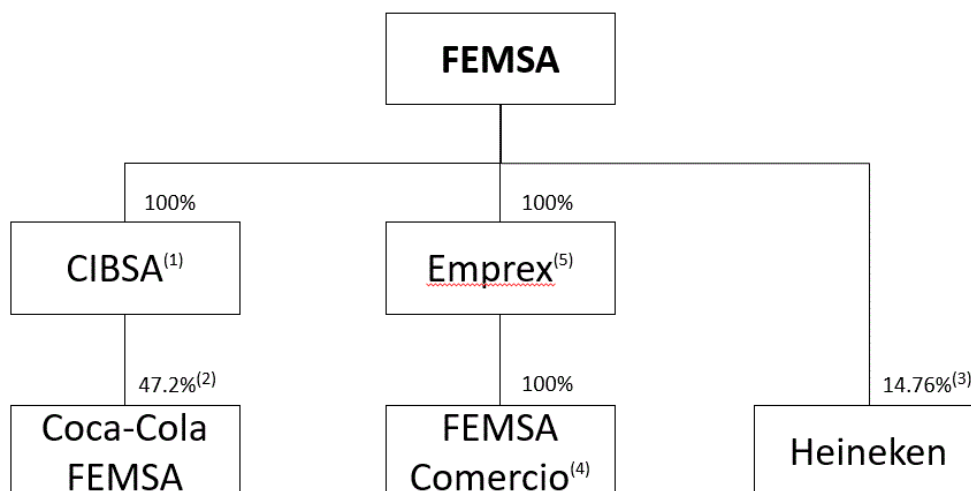 FEMSA
100%
100%
CIBSA(1)
Emprex(5)
47.2%(2)
100%
14.76%(3)
Coca-Cola
FEMSA
FEMSA
Comercio(4)
Heineken